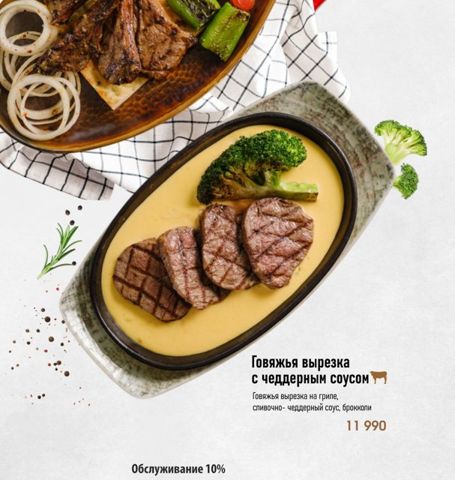 Говяжья вырезка
с чеддерным соусом
Говяжья вырезка на гриле,
сливочно- чеддерный соус, брокколи
11 990
Обслуживание 10%